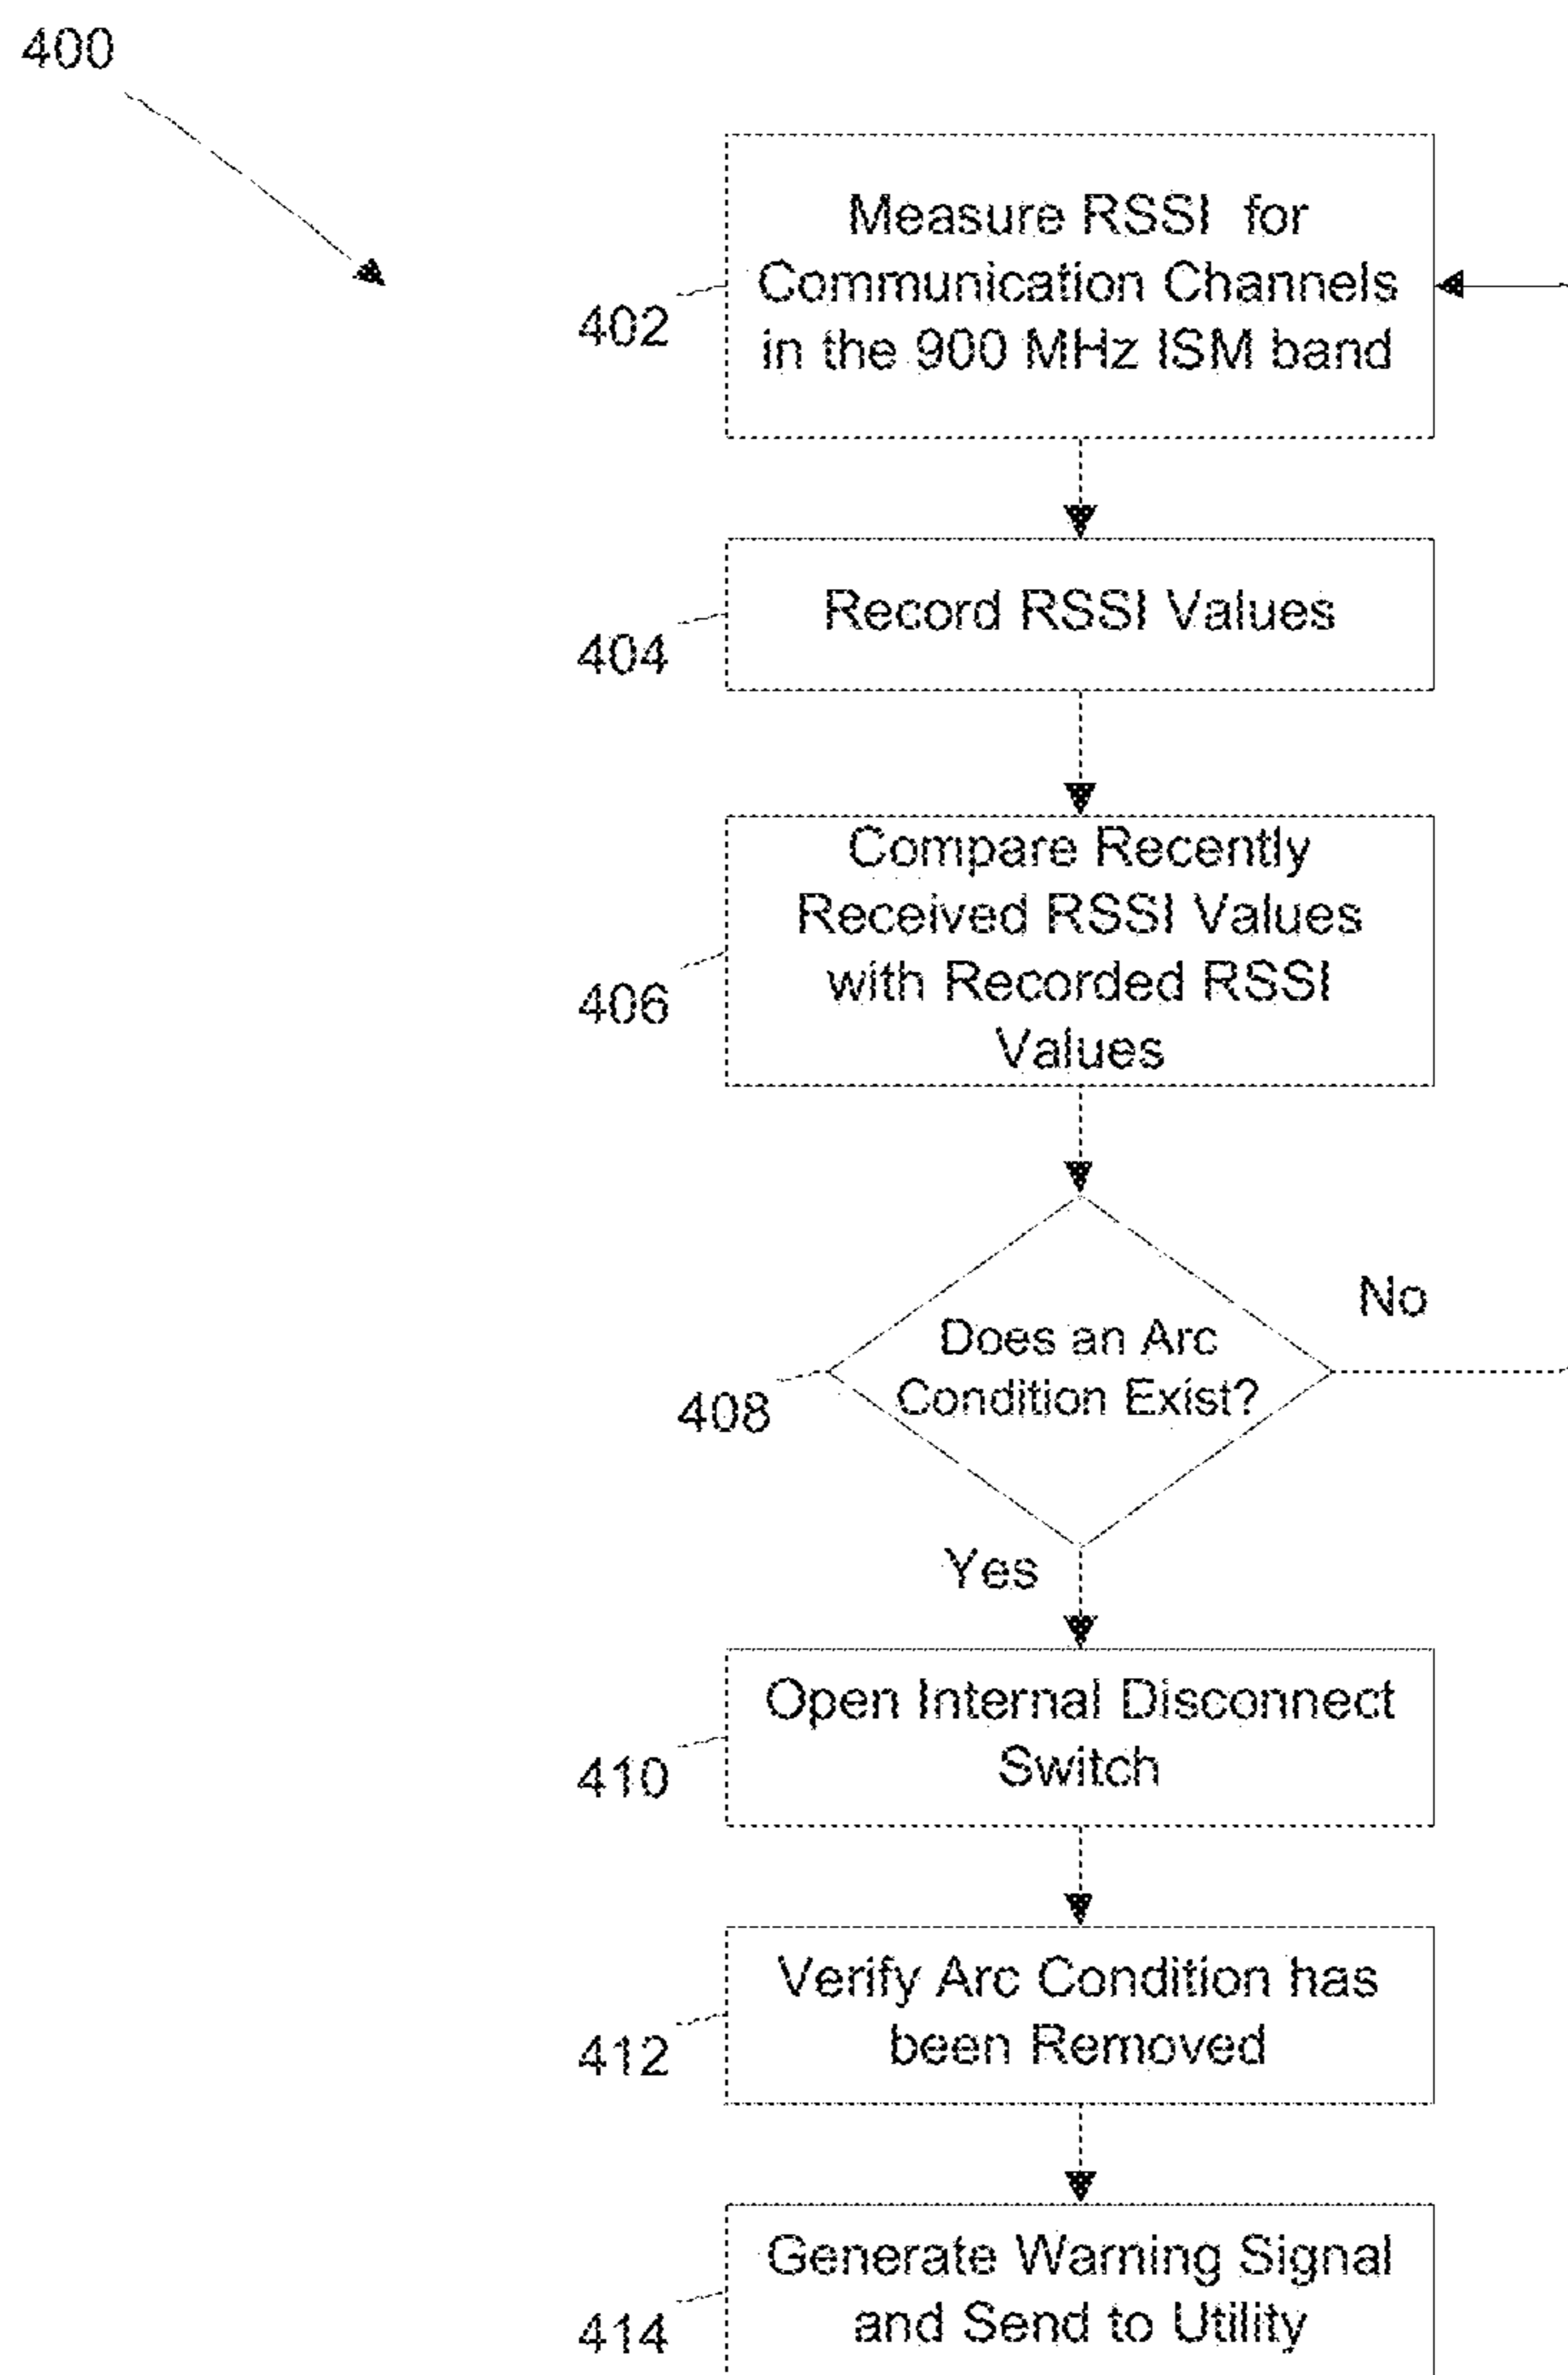 400
Measure RSSI for
Communication Channels
in the 900 MHz ISM band
402
Record RSSI Values
404
Compare Recently
Received RSSI Values
with Recorded RSSI
Values
406
Does an Arc
Condition Exist?
No
408
Yes
Open Internal Disconnect
Switch
410
Verify Arc Condition has
been Removed
412
Generate Warning Signal
and Send to Utility
414